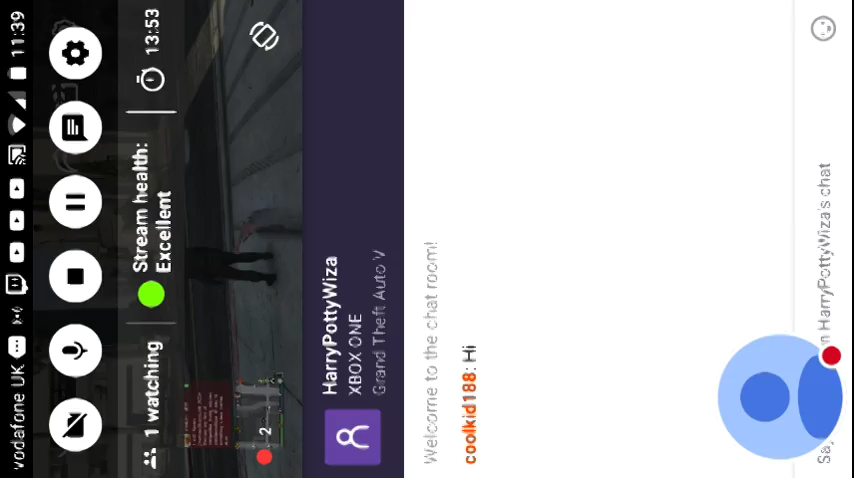 vodafone UK
11:39
1 watching
Stream health:
Excellent
13:53
2
HarryPottyWiza
XBOX ONE
Grand Theft Auto V
Welcome to the chat room!
coolkid188: Hi
HarryPottyWiza's chat